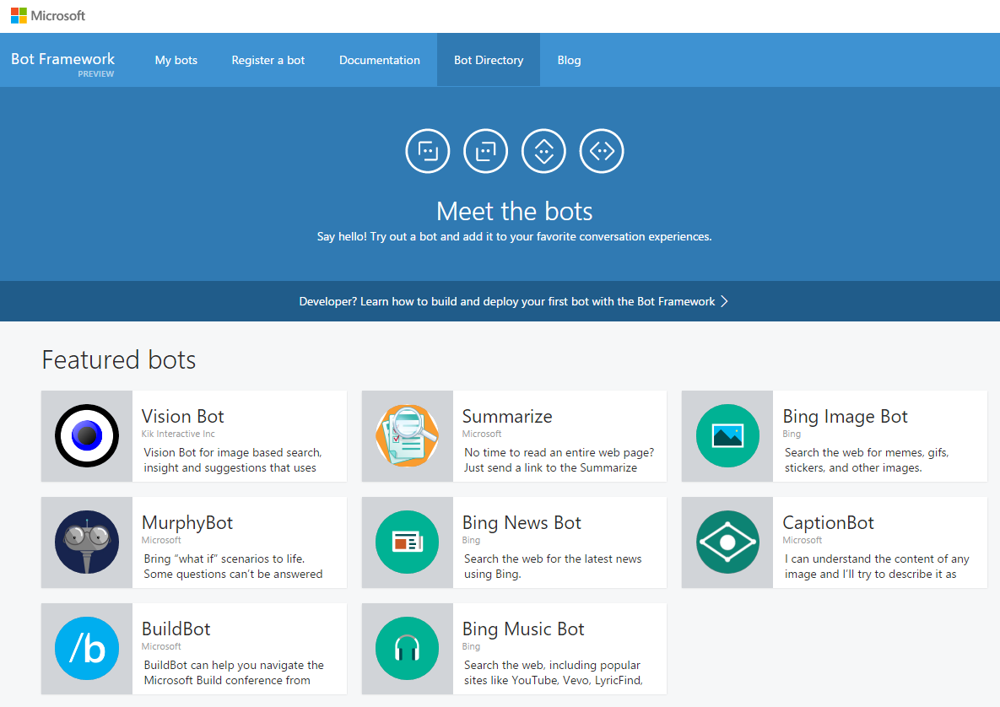 Microsoft
Bot Framework
PREVIEW
My bots
Register a bot
Documentation
Bot Directory
Blog
Meet the bots
Say hello! Try out a bot and add it to your favorite conversation experiences.
Developer? Learn how to build and deploy your first bot with the Bot Framework
Featured bots
Vision Bot
Kik Interactive Inc
Vision Bot for image based search,
insight and suggestions that uses
Summarize
Microsoft
No time to read an entire web page?
Just send a link to the Summarize
Bing Image Bot
Bing
Search the web for memes, gifs,
stickers, and other images.
MurphyBot
Microsoft
Bring “what if” scenarios to life.
Some questions can’t be answered
Bing News Bot
Bing
Search the web for the latest news
using Bing.
CaptionBot
Microsoft
I can understand the content of any
image and I’ll try to describe it as
/b
BuildBot
Microsoft
BuildBot can help you navigate the
Microsoft Build conference from
Bing Music Bot
Bing
Search the web, including popular
sites like YouTube, Vevo, LyricFind,